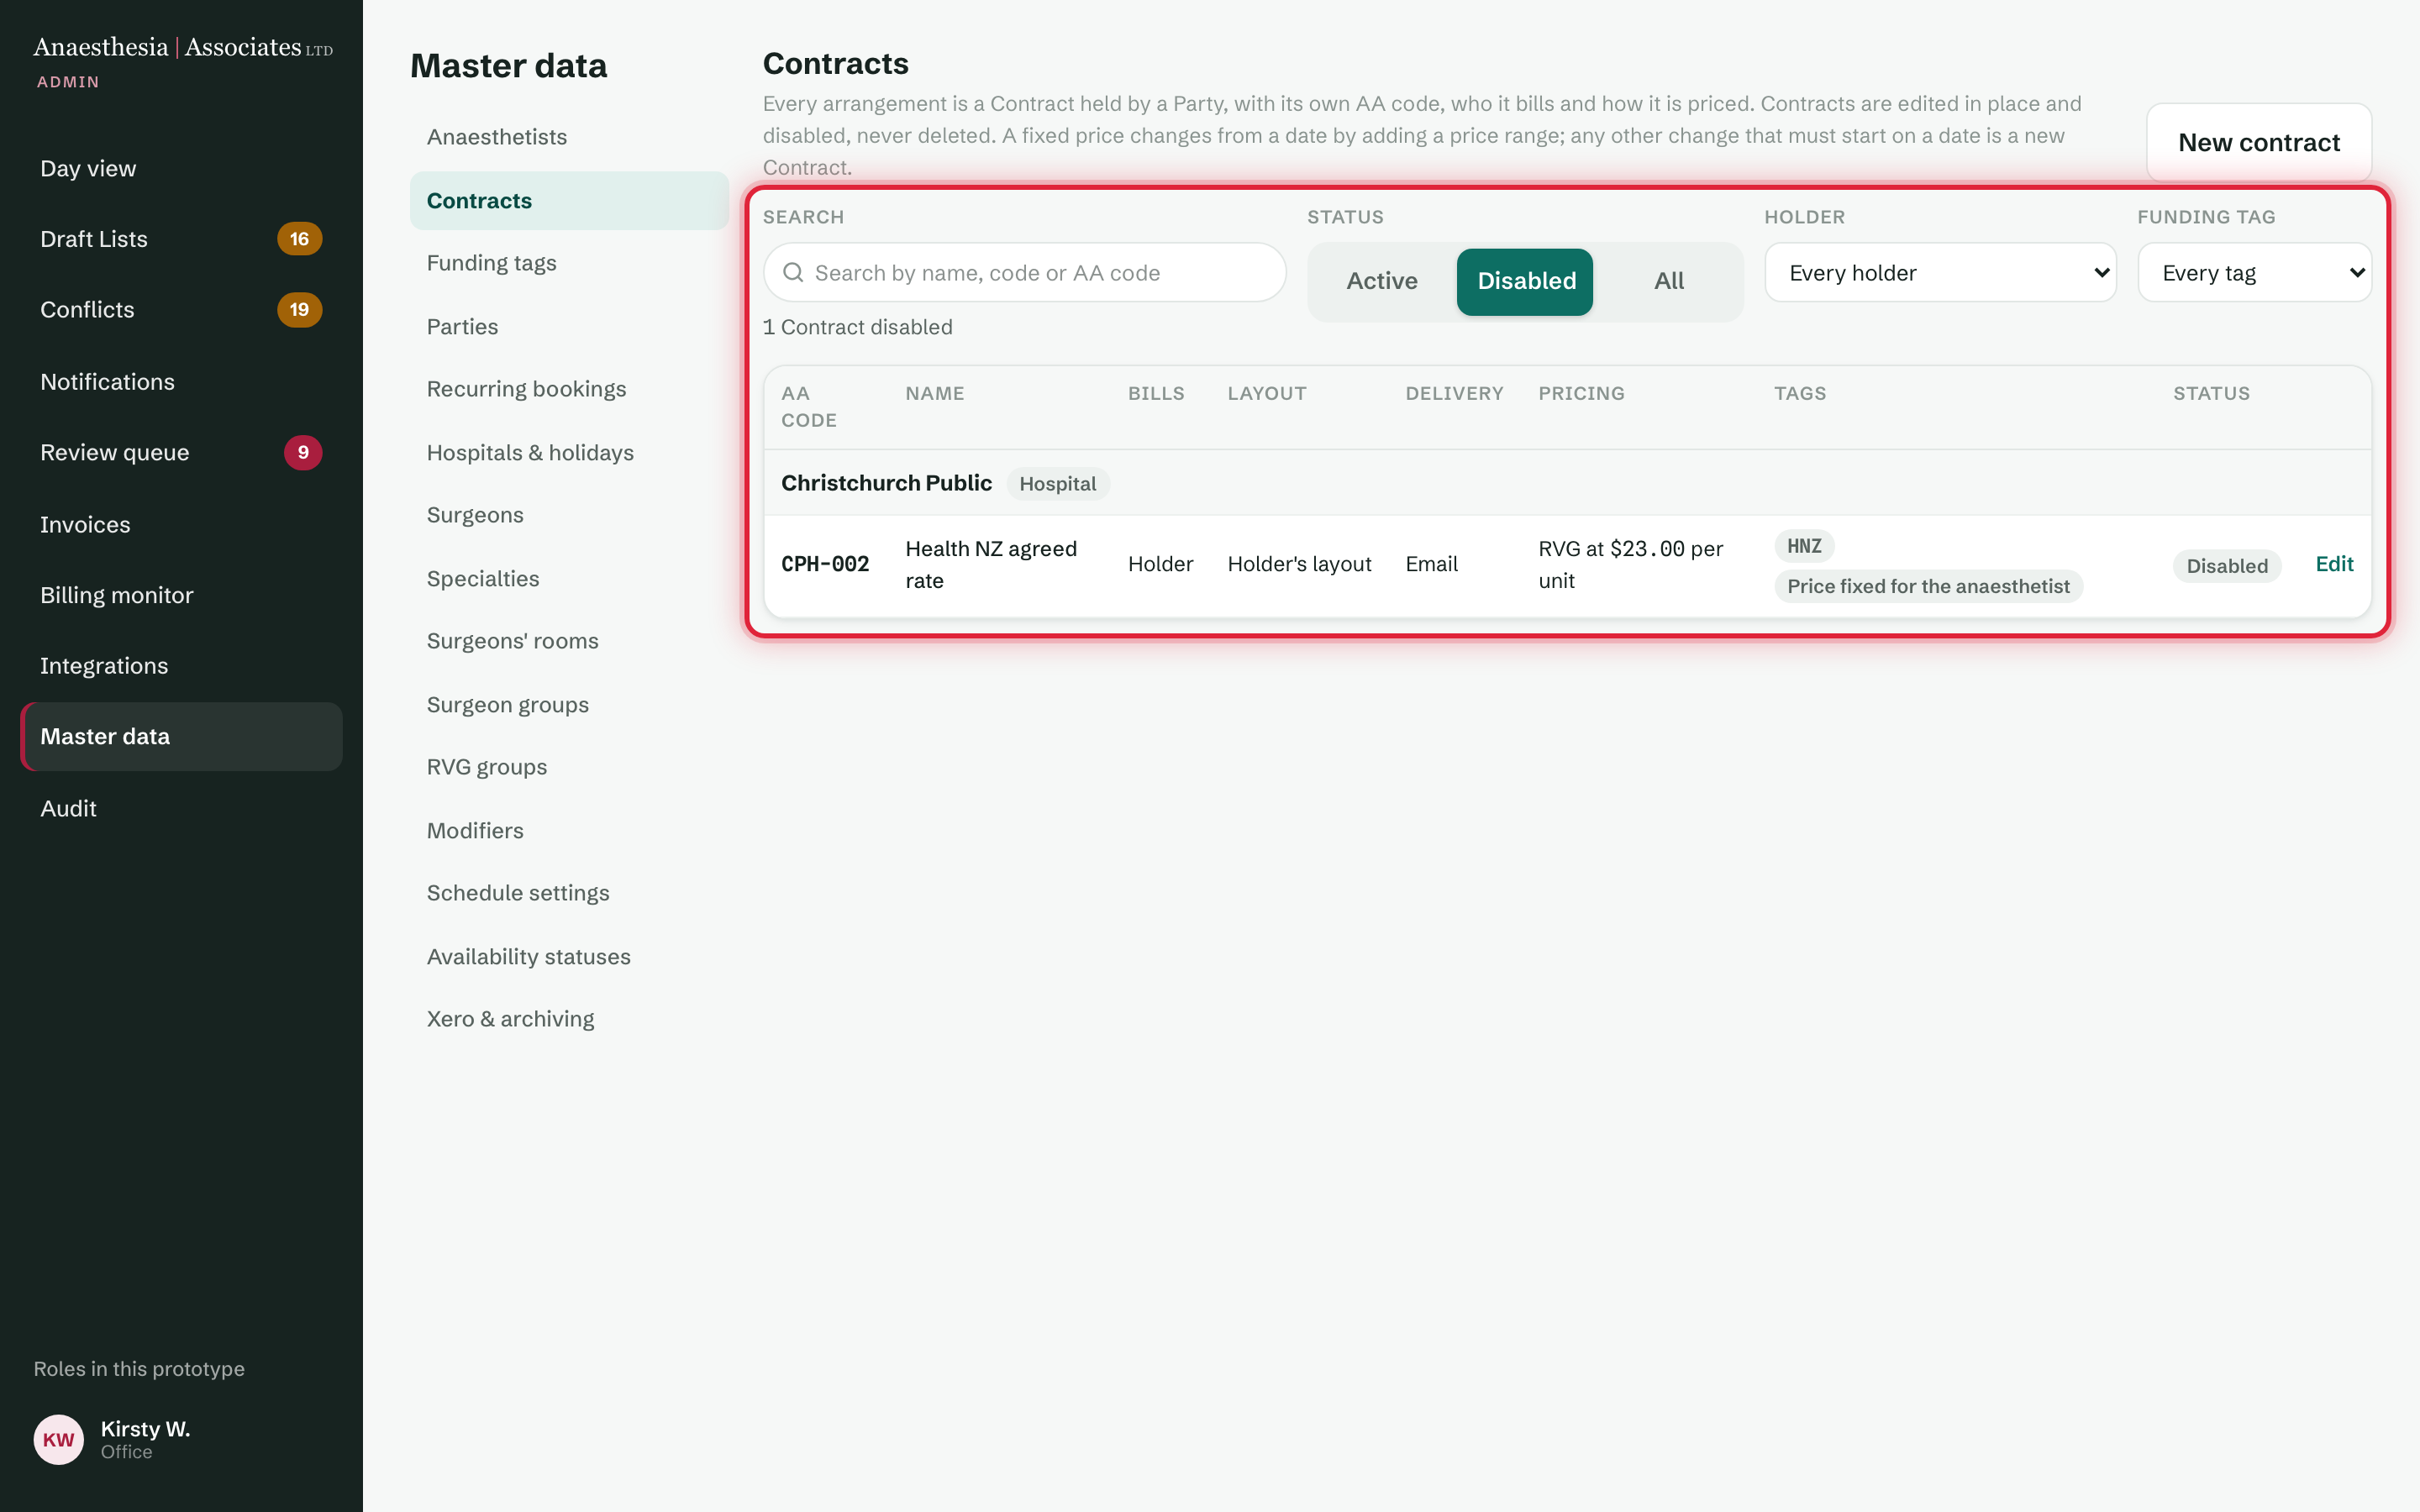 Anaesthesia | Associates LTD
ADMIN
Day view
Draft Lists 16
Conflicts 19
Notifications
Review queue 9
Invoices
Billing monitor
Integrations
Master data
Audit
Roles in this prototype
KW
Kirsty W.
Office
Master data
Anaesthetists
Contracts
Funding tags
Parties
Recurring bookings
Hospitals & holidays
Surgeons
Specialties
Surgeons' rooms
Surgeon groups
RVG groups
Modifiers
Schedule settings
Availability statuses
Xero & archiving
Contracts
Every arrangement is a Contract held by a Party, with its own AA code, who it bills and how it is priced. Contracts are edited in place and
disabled, never deleted. A fixed price changes from a date by adding a price range; any other change that must start on a date is a new
Contract.
New contract
SEARCH STATUS HOLDER FUNDING TAG
Search by name, code or AA code Active Disabled All Every holder Every tag
1 Contract disabled
AA CODE NAME BILLS LAYOUT DELIVERY PRICING TAGS STATUS
Christchurch Public Hospital
CPH-002 Health NZ agreed rate Holder Holder's layout Email RVG at $23.00 per unit HNZ Price fixed for the anaesthetist Disabled Edit